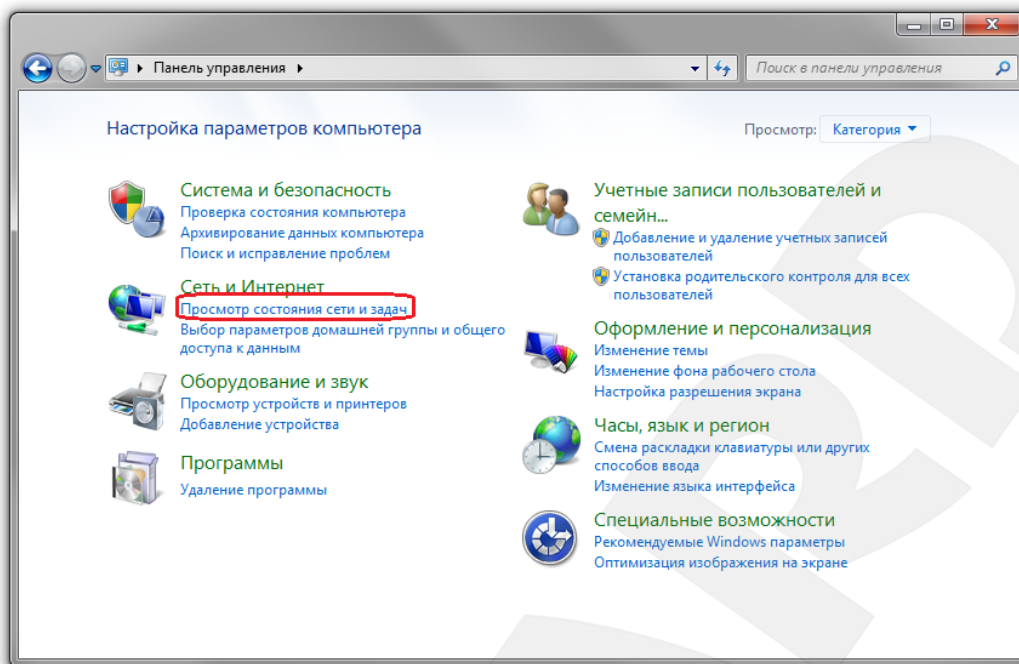 Панель управления
Поиск в панели управления
Настройка параметров компьютера
Просмотр: Категория
Система и безопасность
Проверка состояния компьютера
Архивирование данных компьютера
Поиск и исправление проблем
Сеть и Интернет
Просмотр состояния сети и задач
Выбор параметров домашней группы и общего
доступа к данным
Оборудование и звук
Просмотр устройств и принтеров
Добавление устройства
Программы
Удаление программы
Учетные записи пользователей и
семейн...
Добавление и удаление учетных записей
пользователей
Установка родительского контроля для всех
пользователей
Оформление и персонализация
Изменение темы
Изменение фона рабочего стола
Настройка разрешения экрана
Часы, язык и регион
Смена раскладки клавиатуры или других
способов ввода
Изменение языка интерфейса
Специальные возможности
Рекомендуемые Windows параметры
Оптимизация изображения на экране